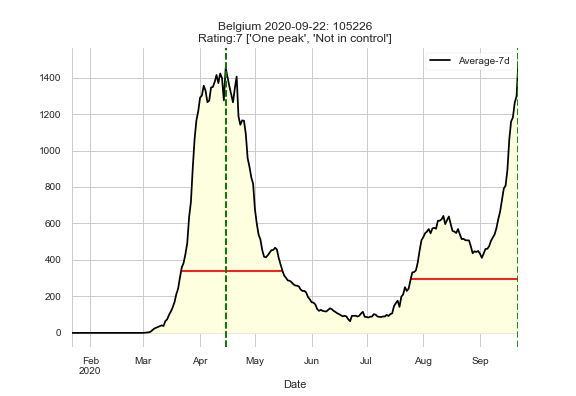 Belgium 2020-09-22: 105226
Rating:7 ['One peak', 'Not in control']
Average-7d
1400
1200
1000
800
600
400
200
0
Feb Mar Apr May Jun Jul Aug Sep
2020
Date